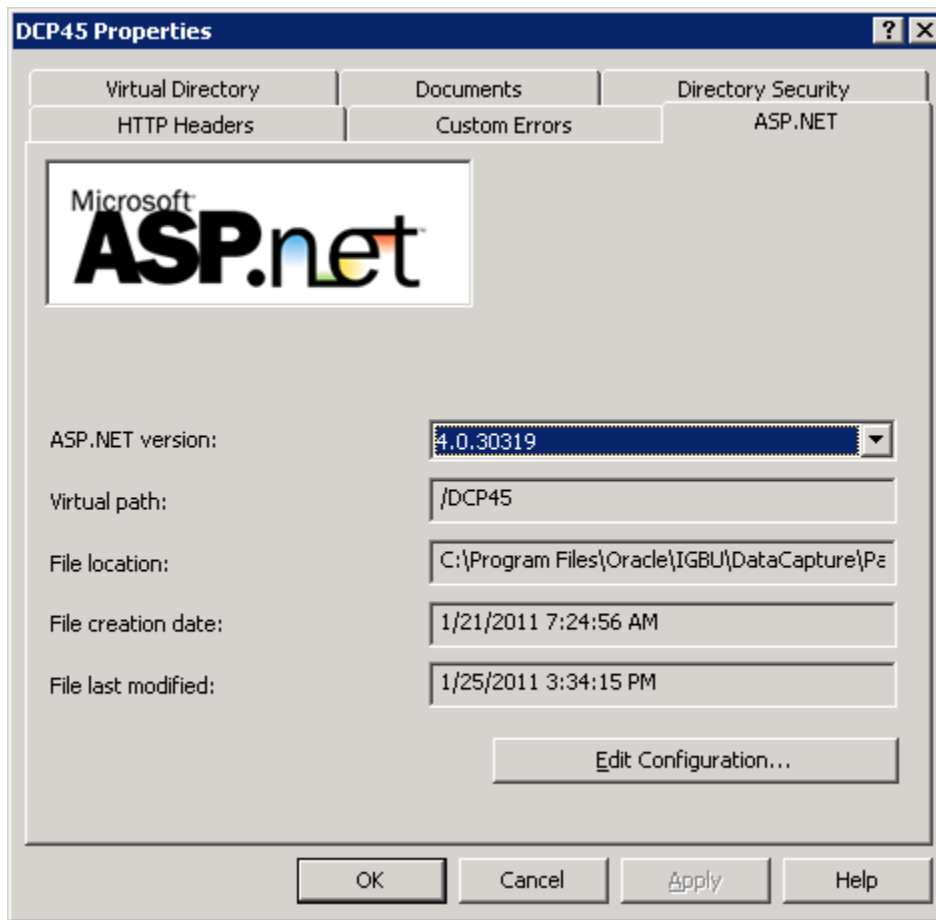 DCP45 Properties
Virtual Directory
Documents
Directory Security
HTTP Headers
Custom Errors
ASP.NET
Microsoft
ASP.net
ASP.NET version:
4.0.30319
Virtual path:
/DCP45
File location:
C:\Program Files\Oracle\IGBU\DataCapture\Pa
File creation date:
1/21/2011 7:24:56 AM
File last modified:
1/25/2011 3:34:15 PM
Edit Configuration...
OK
Cancel
Apply
Help